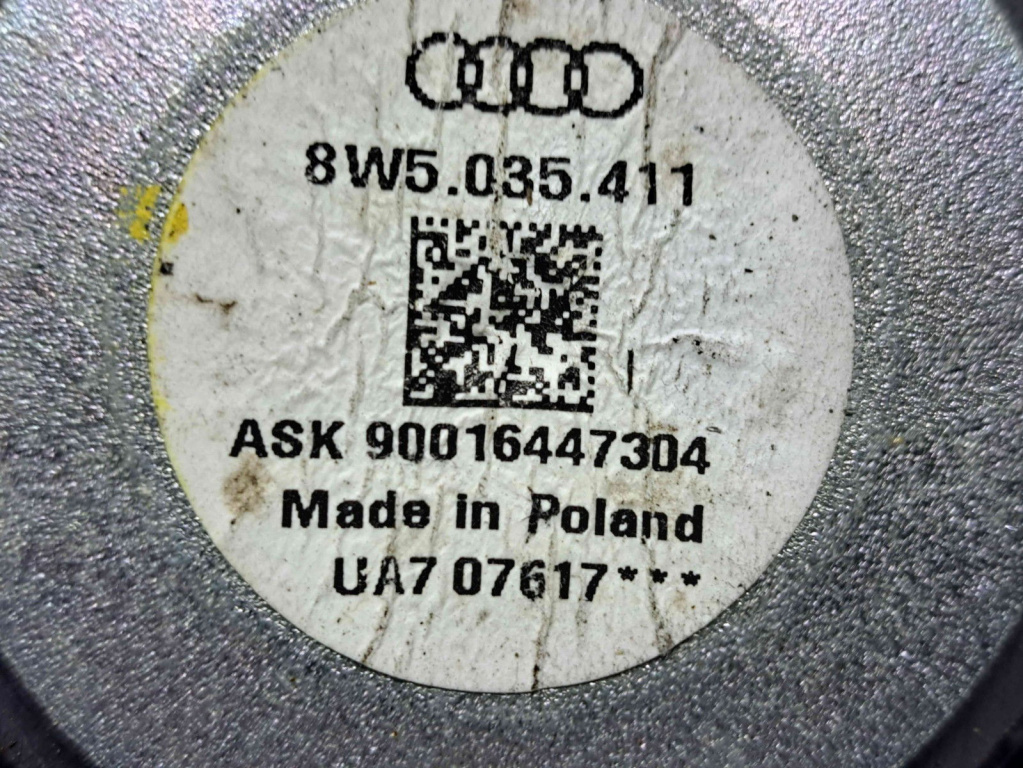 8W5.035.411
ASK 90016447304
Made in Poland
UA7 07617***